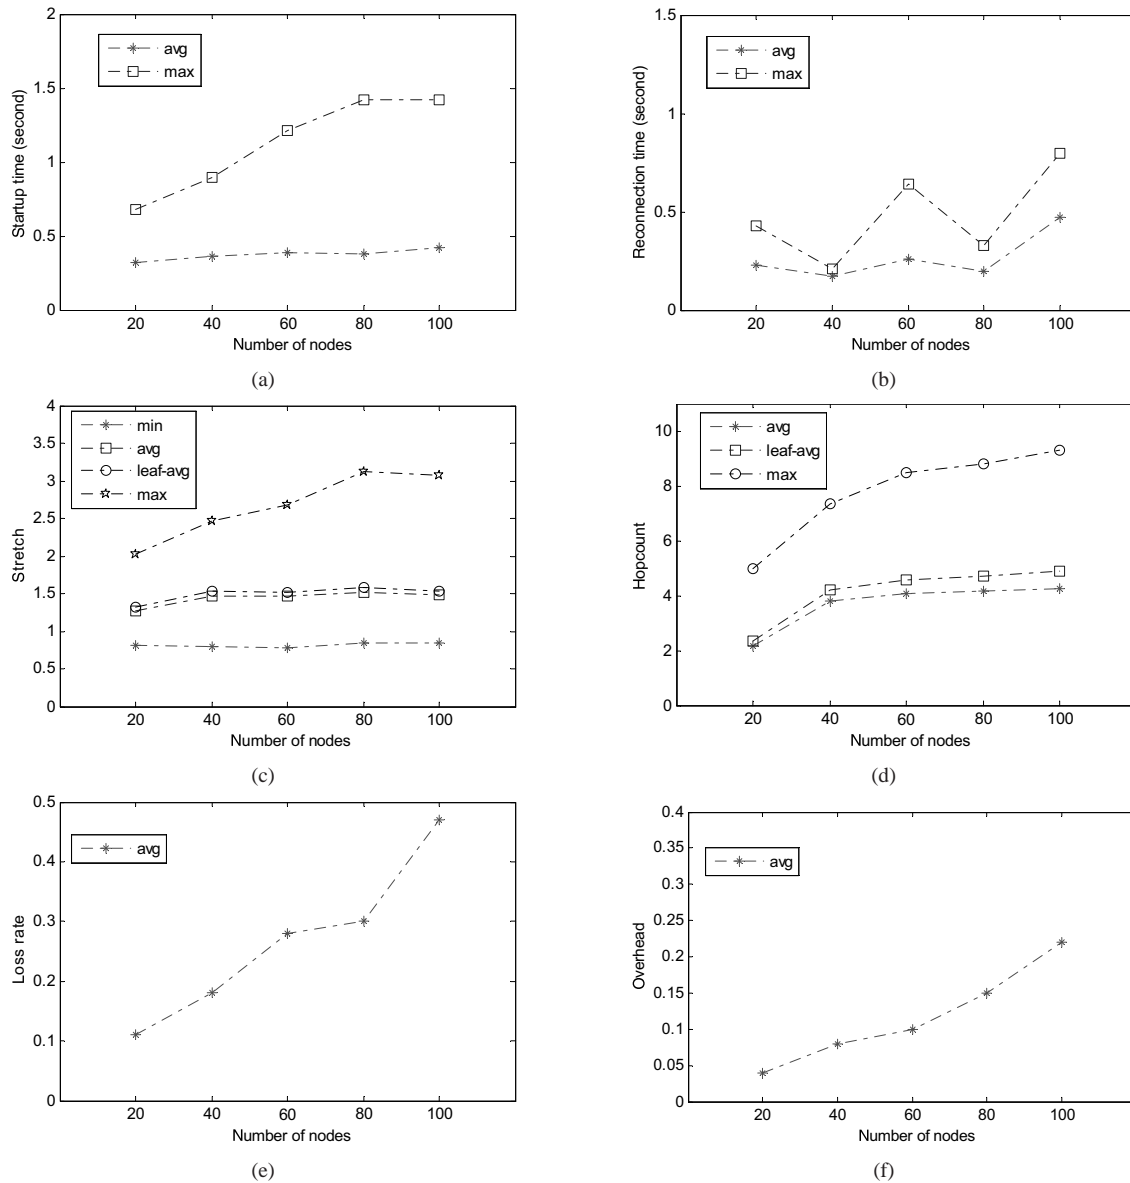 2
1.5
1
0.5
0
Startup time (second)
avg
max
20 40 60 80 100
Number of nodes
(a)
1.5
1
0.5
0
Reconnection time (second)
avg
max
20 40 60 80 100
Number of nodes
(b)
4
3.5
3
2.5
2
1.5
1
0.5
0
Stretch
min
avg
leaf-avg
max
20 40 60 80 100
Number of nodes
(c)
10
8
6
4
2
0
Hopcount
avg
leaf-avg
max
20 40 60 80 100
Number of nodes
(d)
0.5
0.4
0.3
0.2
0.1
0
Loss rate
avg
20 40 60 80 100
Number of nodes
(e)
0.4
0.35
0.3
0.25
0.2
0.15
0.1
0.05
0
Overhead
avg
20 40 60 80 100
Number of nodes
(f)